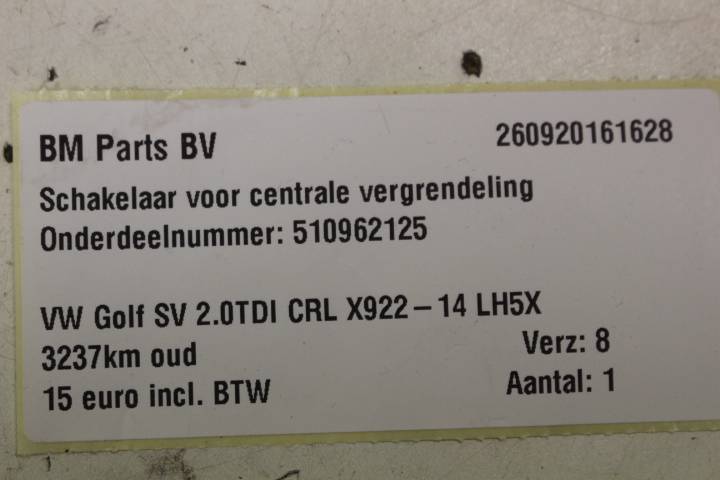 BM Parts BV 260920161628
Schakelaar voor centrale vergrendeling
Onderdeelnummer: 510962125
VW Golf SV 2.0TDI CRL X922-14 LH5X
3237km oud Verz: 8
15 euro incl. BTW Aantal: 1